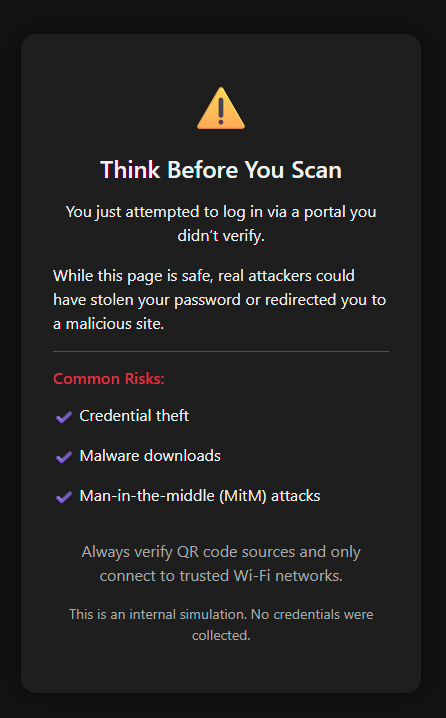 Think Before You Scan
You just attempted to log in via a portal you
didn't verify.
While this page is safe, real attackers could
have stolen your password or redirected you to
a malicious site.
Common Risks:
Credential theft
Malware downloads
Man-in-the-middle (MitM) attacks
Always verify QR code sources and only
connect to trusted Wi-Fi networks.
This is an internal simulation. No credentials were
collected.